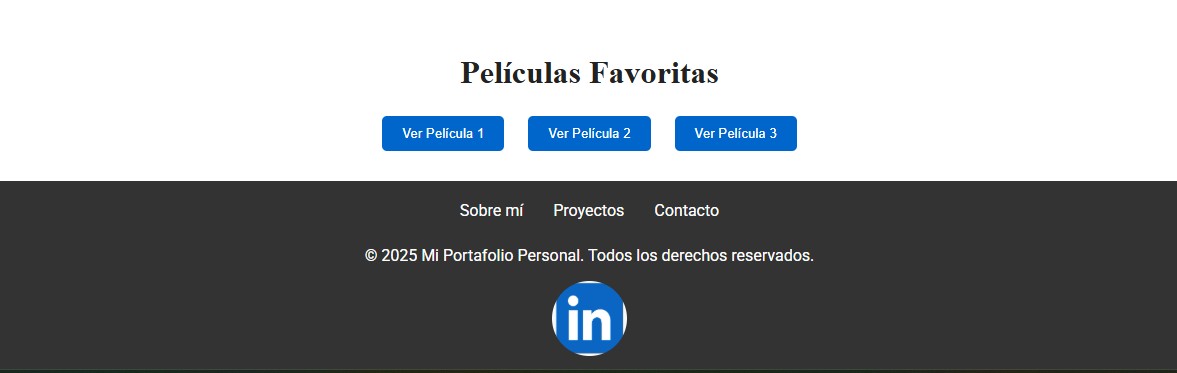 Películas Favoritas
Ver Película 1 Ver Película 2 Ver Película 3
Sobre mí Proyectos Contacto
© 2025 Mi Portafolio Personal. Todos los derechos reservados.
in